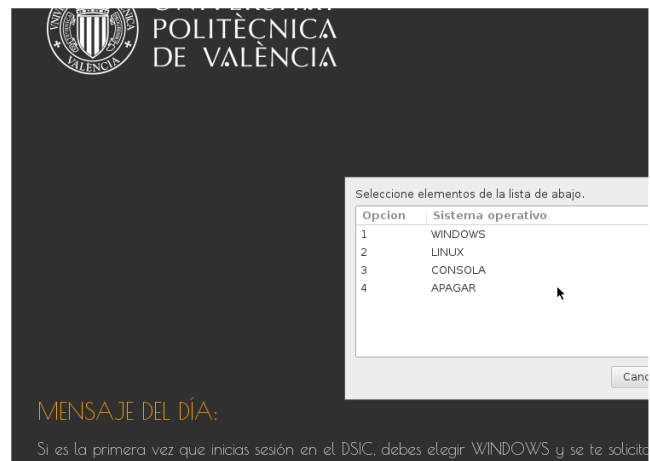 POLITÈCNICA
DE VALÈNCIA
Seleccione elementos de la lista de abajo.
Opcion Sistema operativo
1 WINDOWS
2 LINUX
3 CONSOLA
4 APAGAR
Canc
MENSAJE DEL DÍA:
Si es la primera vez que inicias sesión en el DSIC, debes elegir WINDOWS y se te